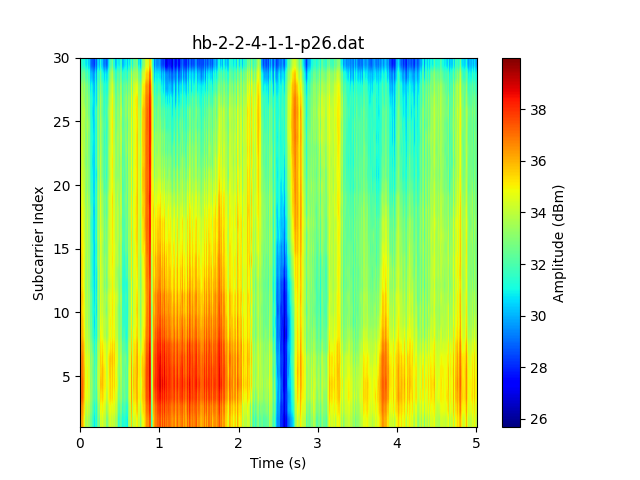 hb-2-2-4-1-1-p26.dat
30
25
20
15
10
5
Subcarrier Index
0 1 2 3 4 5
Time (s)
38
36
34
32
30
28
26
Amplitude (dBm)